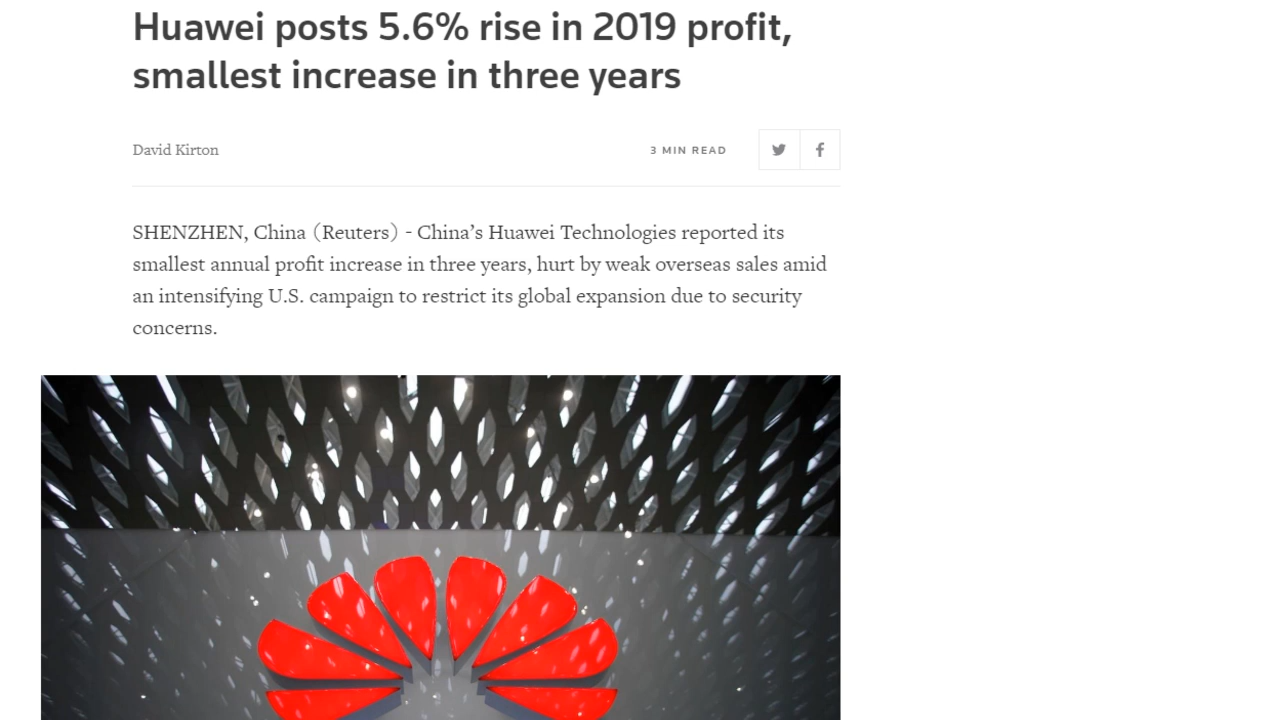 Huawei posts 5.6% rise in 2019 profit,
smallest increase in three years
David Kirton
3 MIN READ
SHENZHEN, China (Reuters) - China’s Huawei Technologies reported its
smallest annual profit increase in three years, hurt by weak overseas sales amid
an intensifying U.S. campaign to restrict its global expansion due to security
concerns.